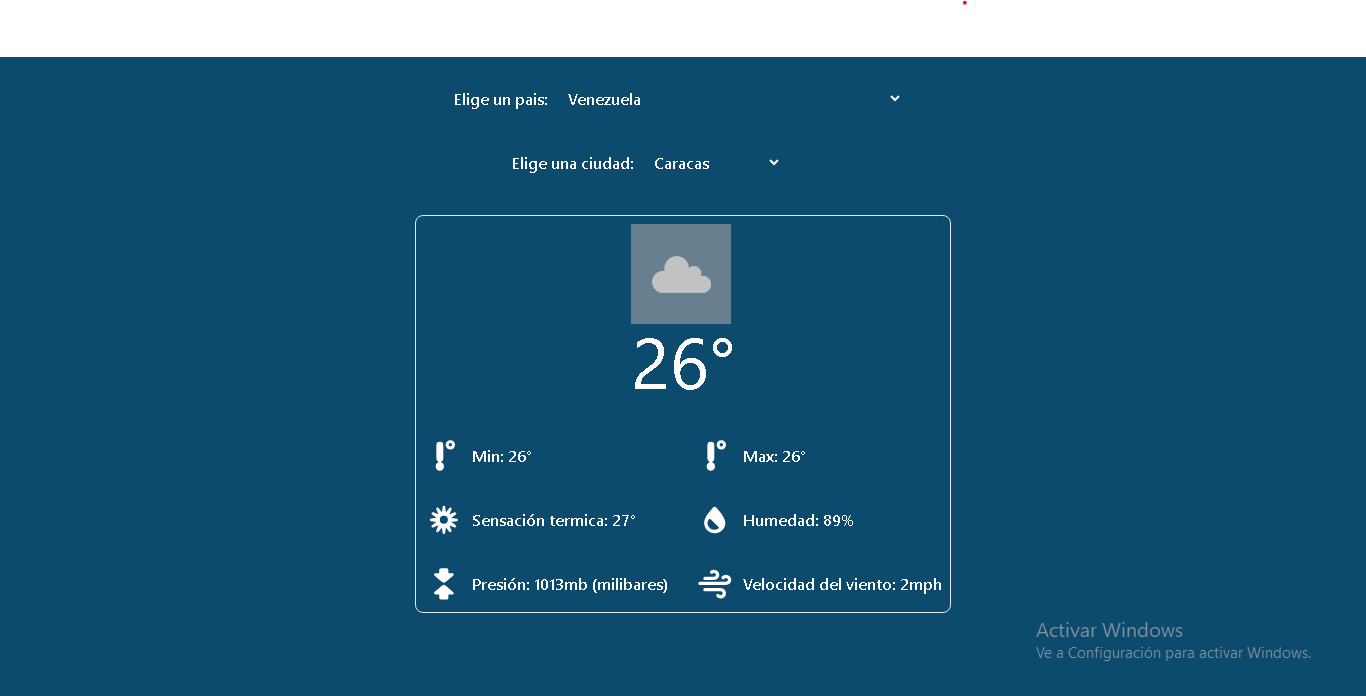 Elige un pais: Venezuela
Elige una ciudad: Caracas
26°
Min: 26° Max: 26°
Sensación termica: 27° Humedad: 89%
Presión: 1013mb (milibares) Velocidad del viento: 2mph
Activar Windows
Ve a Configuración para activar Windows.